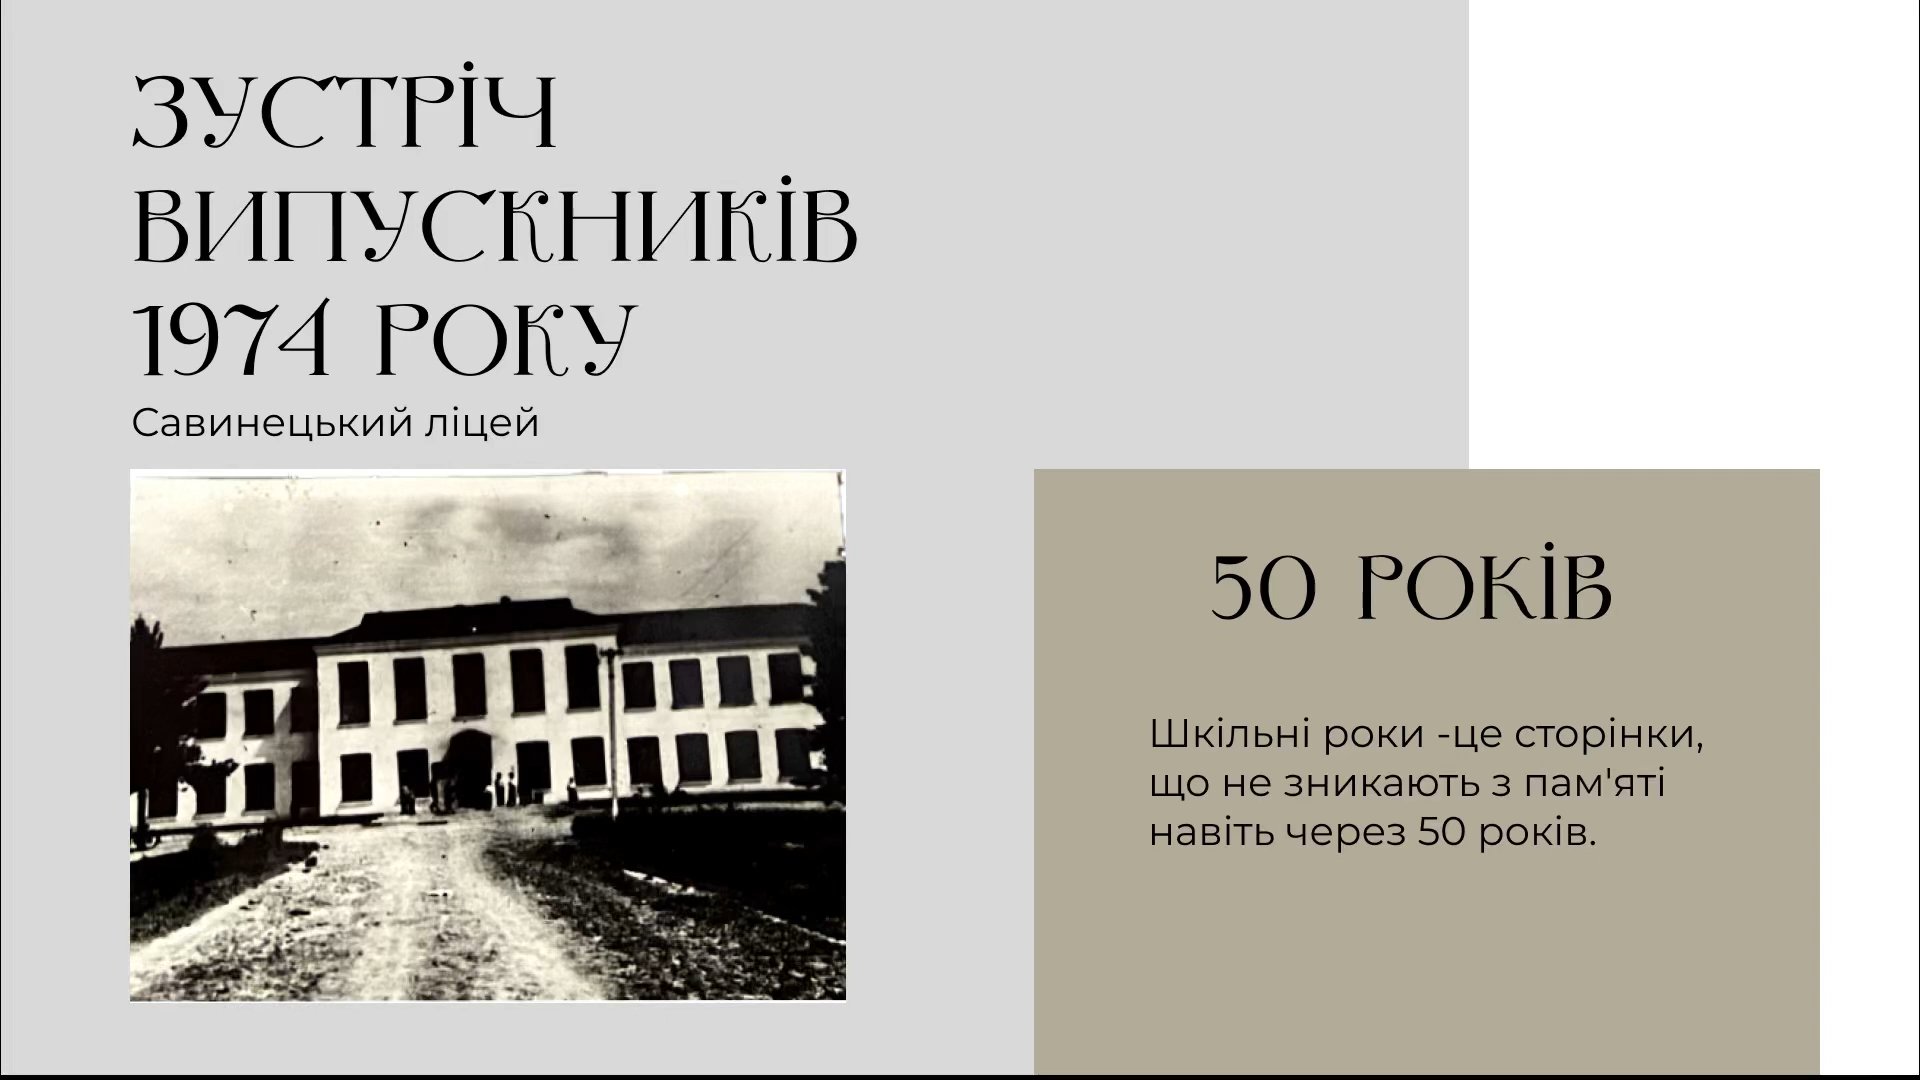 ЗУСТРІЧ
ВИПУСКНИКІВ
1974 РОКУ
Савинецький ліцей
50 РОКІВ
Шкільні роки -це сторінки,
що не зникають з пам'яті
навіть через 50 років.